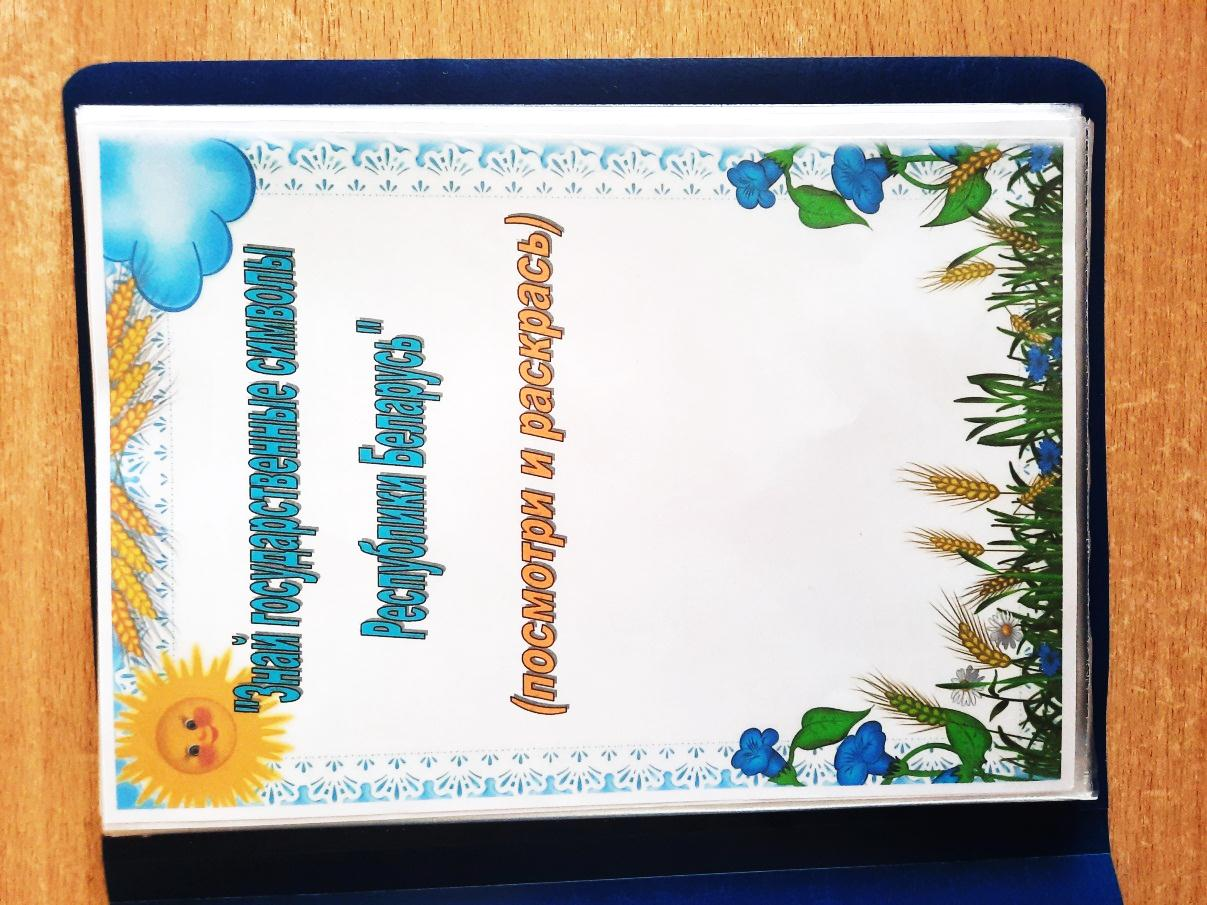 "Знай государственные символы
Республики Беларусь"
(посмотри и раскрась)